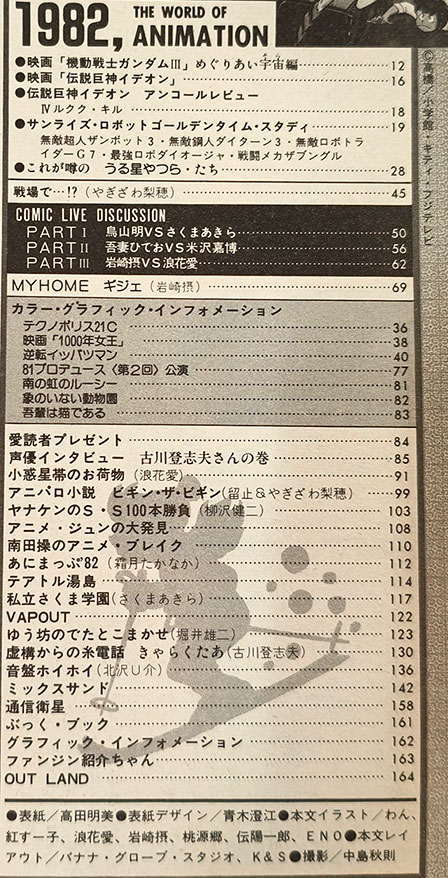 1982, THE WORLD OF ANIMATION
●映画「機動戦士ガンダムⅢ」めぐりあい宇宙編 12
●映画「伝説巨神イデオン」 16
●伝説巨神イデオン アンコールレビュー
Ⅳルクク・キル 18
●サンライズ・ロボットゴールデンタイム・スタディ 19
無敵超人ザンボット3・無敵鋼人ダイターン3・無敵ロボトラ
イダーG7・最強ロボダイオージャ・戦闘メカザブングル
●これが噂の うる星やつら・たち 28
戦場で…!?(やぎざわ梨穂) 45
COMIC LIVE DISCUSSION
PARTⅠ 鳥山明VSさくまあきら 50
PARTⅡ 吾妻ひでおVS米沢嘉博 56
PARTⅢ 岩崎摂VS浪花愛 62
MYHOME ギジェ(岩崎摂) 69
カラー・グラフィック・インフォメーション
テクノポリス21C 36
映画「1000年女王」 38
逆転イッパツマン 40
81プロデュース〈第2回〉公演 77
南の虹のルーシー 81
象のいない動物園 82
吾輩は猫である 83
愛読者プレゼント 84
声優インタビュー 古川登志夫さんの巻 85
小惑星帯のお荷物(浪花愛) 91
アニパロ小説 ビギン・ザ・ビギン(留止&やぎざわ梨穂) 99
ヤナケンのS・S100本勝負(柳沢健二) 103
アニメ・ジュンの大発見 108
南田操のアニメ・ブレイク 110
あにまっぷ'82(霜月たかなか) 112
テアトル湯島 114
私立さくま学園(さくまあきら) 117
VAPOUT 122
ゆう坊のでたとこまかせ(堀井雄二) 123
虚構からの糸電話 きゃらくたあ(古川登志夫) 130
音盤ホイホイ(北沢U介) 136
ミックスサンド 142
通信衛星 158
ぶっく・ブック 161
グラフィック・インフォメーション 162
ファンジン紹介ちゃん 163
OUT LAND 164
●表紙/高田明美●表紙デザイン/青木澄江●本文イラスト/わん、
紅すー子、浪花愛、岩崎摂、桃源郷、伝陽一郎、ENO●本文レイ
アウト/バナナ・グローブ・スタジオ、K&S●撮影/中島秋則
©高橋・小学館・キティ・フジテレビ